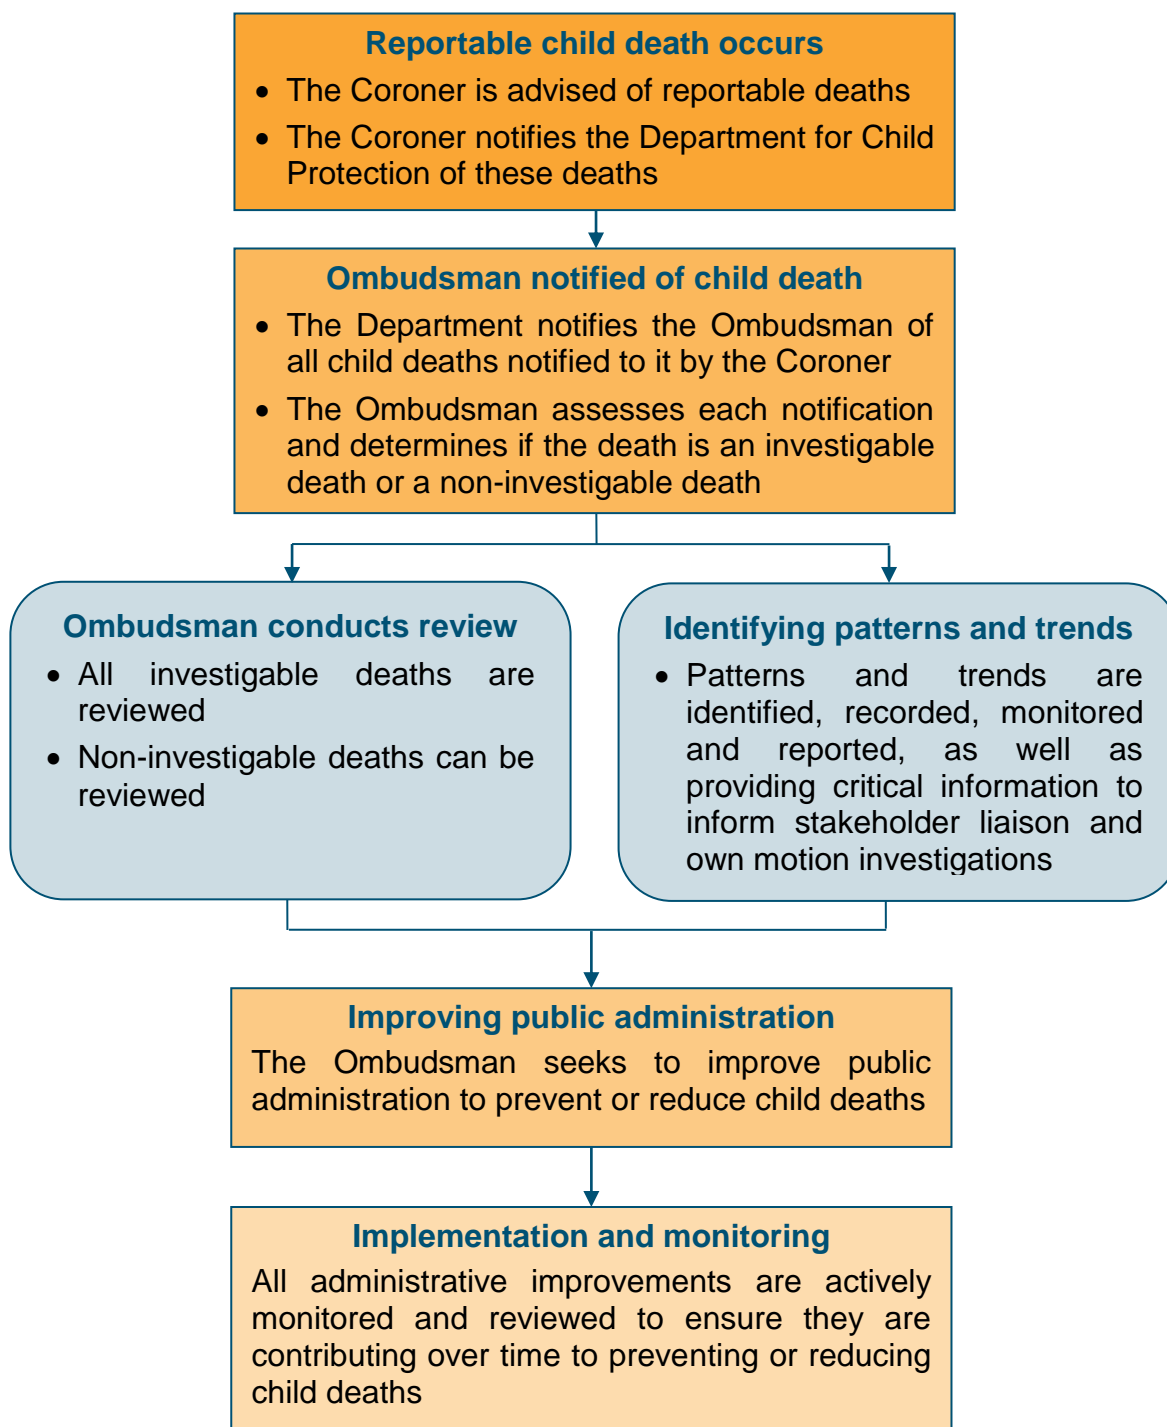 Reportable child death occurs
• The Coroner is advised of reportable deaths
• The Coroner notifies the Department for Child
Protection of these deaths
Ombudsman notified of child death
• The Department notifies the Ombudsman of
all child deaths notified to it by the Coroner
• The Ombudsman assesses each notification
and determines if the death is an investigable
death or a non-investigable death
Ombudsman conducts review
• All investigable deaths are
reviewed
• Non-investigable deaths can be
reviewed
Identifying patterns and trends
• Patterns and trends are
identified, recorded, monitored
and reported, as well as
providing critical information to
inform stakeholder liaison and
own motion investigations
Improving public administration
The Ombudsman seeks to improve public
administration to prevent or reduce child deaths
Implementation and monitoring
All administrative improvements are actively
monitored and reviewed to ensure they are
contributing over time to preventing or reducing
child deaths